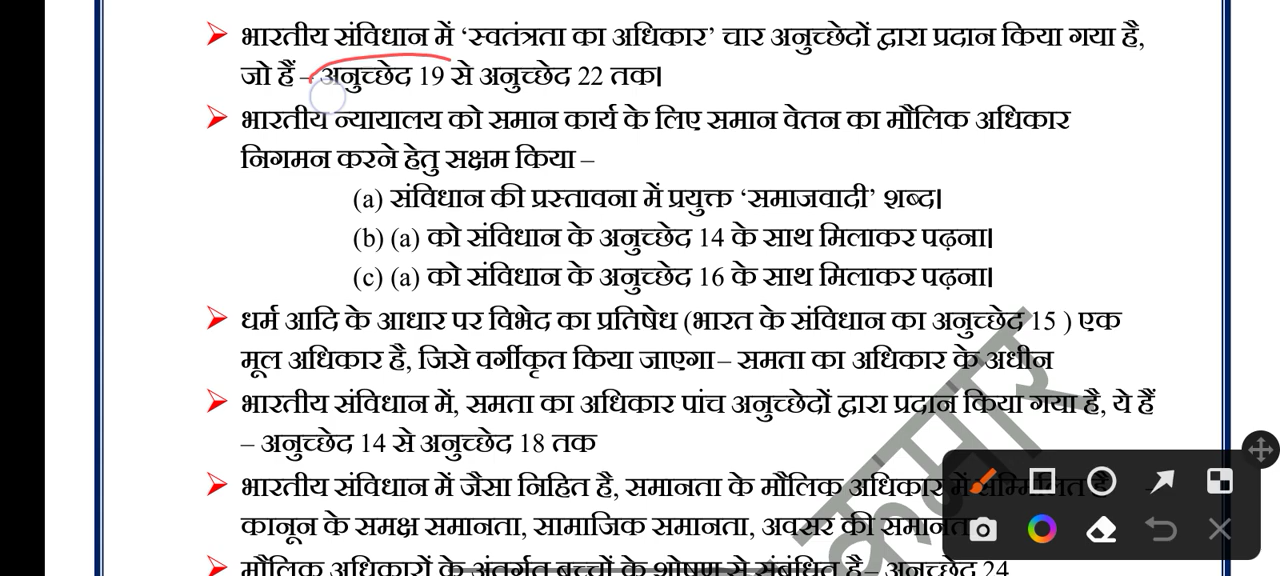 भारतीय संविधान में ‘स्वतंत्रता का अधिकार’ चार अनुच्छेदों द्वारा प्रदान किया गया है,
जो हैं – अनुच्छेद 19 से अनुच्छेद 22 तक।
भारतीय न्यायालय को समान कार्य के लिए समान वेतन का मौलिक अधिकार
निगमन करने हेतु सक्षम किया –
(a) संविधान की प्रस्तावना में प्रयुक्त ‘समाजवादी’ शब्द।
(b) (a) को संविधान के अनुच्छेद 14 के साथ मिलाकर पढ़ना।
(c) (a) को संविधान के अनुच्छेद 16 के साथ मिलाकर पढ़ना।
धर्म आदि के आधार पर विभेद का प्रतिषेध (भारत के संविधान का अनुच्छेद 15 ) एक
मूल अधिकार है, जिसे वर्गीकृत किया जाएगा – समता का अधिकार के अधीन
भारतीय संविधान में, समता का अधिकार पांच अनुच्छेदों द्वारा प्रदान किया गया है, ये हैं
– अनुच्छेद 14 से अनुच्छेद 18 तक
भारतीय संविधान में जैसा निहित है, समानता के मौलिक अधिकार में सम्मिलित है –
कानून के समक्ष समानता, सामाजिक समानता, अवसर की समानता
मौलिक अधिकारों के अंतर्गत बच्चों के शोषण से संबंधित है – अनुच्छेद 24
कुमार